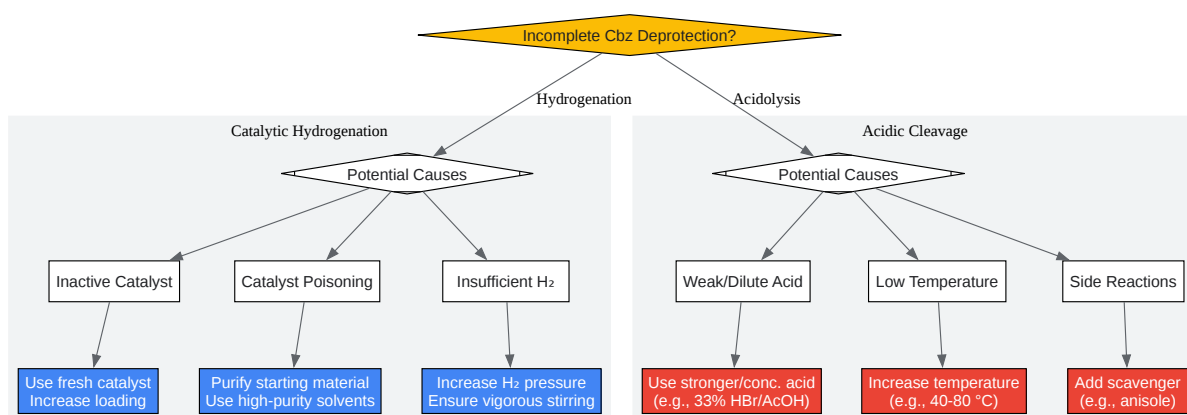 Incomplete Cbz Deprotection?
Hydrogenation
Acidolysis
Catalytic Hydrogenation
Acidic Cleavage
Potential Causes
Potential Causes
Inactive Catalyst
Catalyst Poisoning
Insufficient H₂
Weak/Dilute Acid
Low Temperature
Side Reactions
Use fresh catalyst
Increase loading
Purify starting material
Use high-purity solvents
Increase H₂ pressure
Ensure vigorous stirring
Use stronger/conc. acid
(e.g., 33% HBr/AcOH)
Increase temperature
(e.g., 40-80 °C)
Add scavenger
(e.g., anisole)